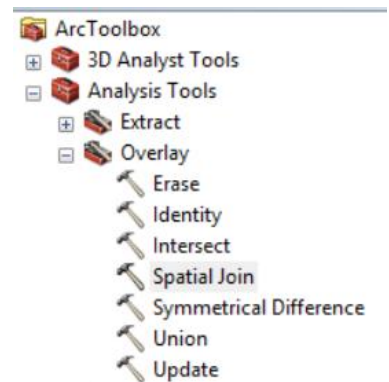 ArcToolbox
3D Analyst Tools
Analysis Tools
Extract
Overlay
Erase
Identity
Intersect
Spatial Join
Symmetrical Difference
Union
Update